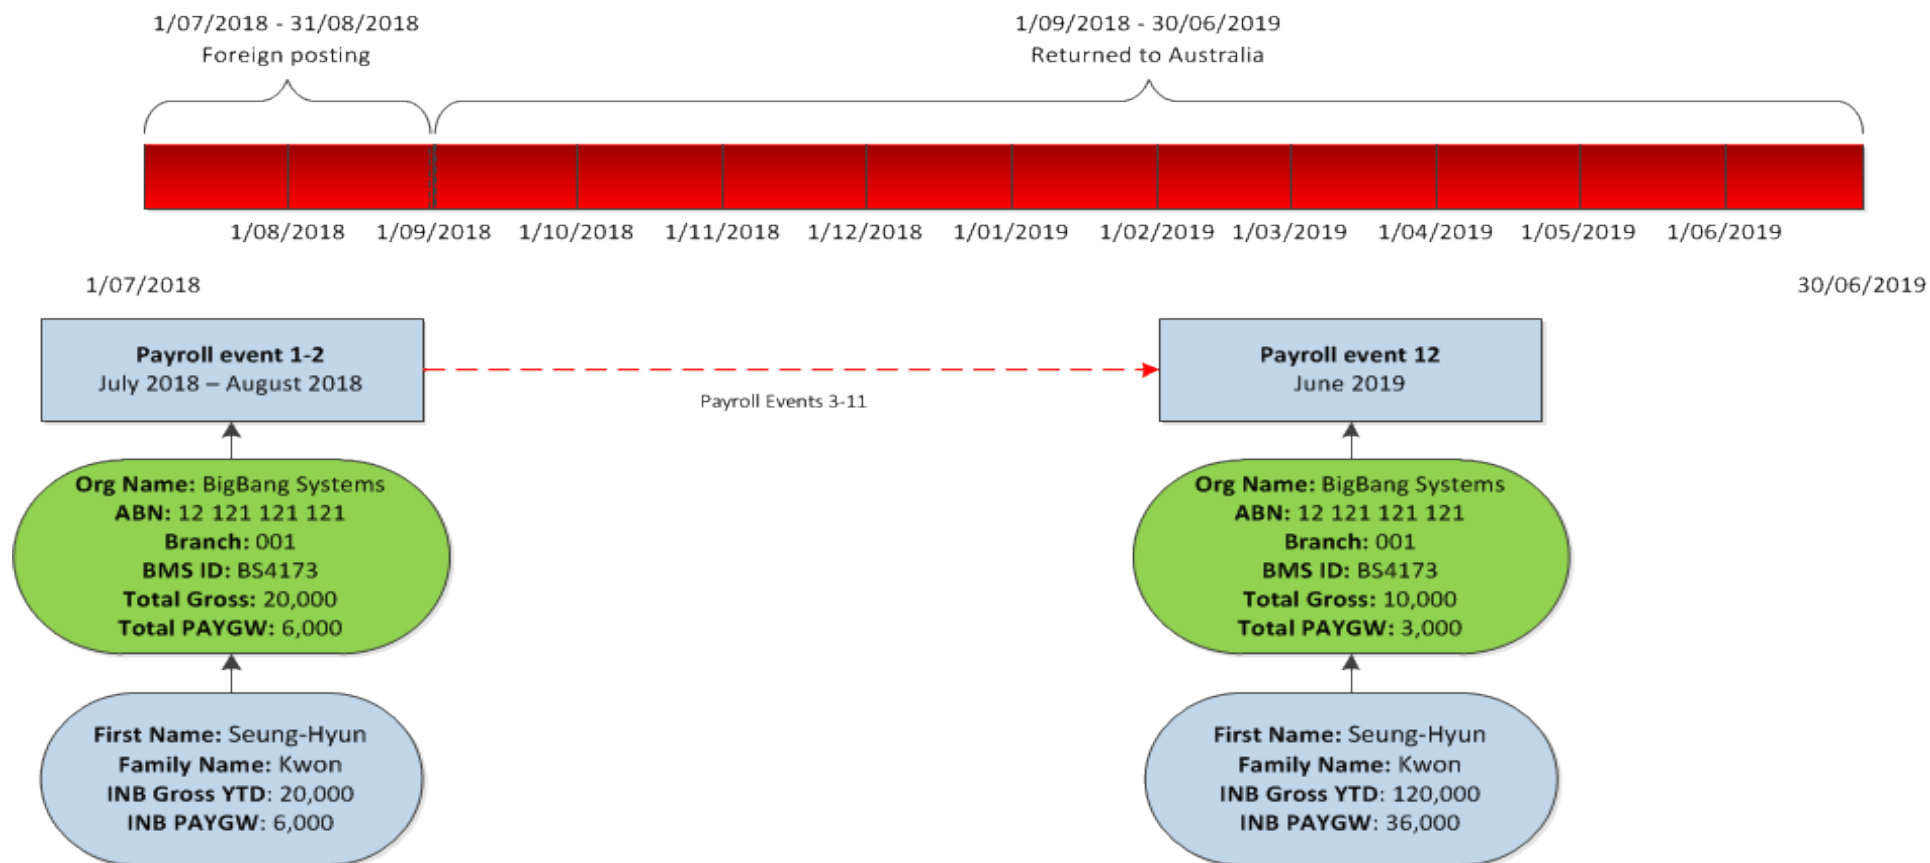 1/07/2018 - 31/08/2018
Foreign posting
1/09/2018 - 30/06/2019
Returned to Australia
1/08/2018
1/09/2018
1/10/2018
1/11/2018
1/12/2018
1/01/2019
1/02/2019
1/03/2019
1/04/2019
1/05/2019
1/06/2019
1/07/2018
30/06/2019
Payroll event 1-2
July 2018 – August 2018
Payroll Events 3-11
Payroll event 12
June 2019
Org Name: BigBang Systems
ABN: 12 121 121 121
Branch: 001
BMS ID: BS4173
Total Gross: 20,000
Total PAYGW: 6,000
Org Name: BigBang Systems
ABN: 12 121 121 121
Branch: 001
BMS ID: BS4173
Total Gross: 10,000
Total PAYGW: 3,000
First Name: Seung-Hyun
Family Name: Kwon
INB Gross YTD: 20,000
INB PAYGW: 6,000
First Name: Seung-Hyun
Family Name: Kwon
INB Gross YTD: 120,000
INB PAYGW: 36,000